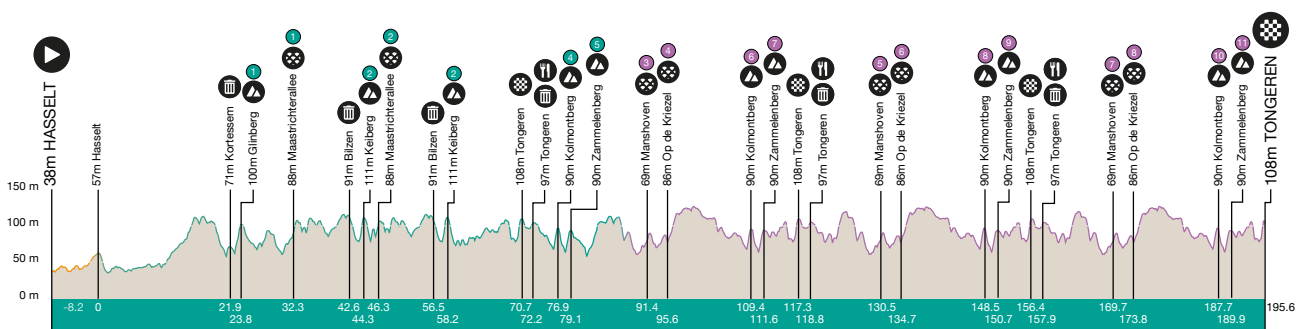 1
2
2
2
4
5
3
4
6
7
5
6
8
9
7
8
10
11
38m HASSELT
57m Hasselt
71m Kortessem
100m Glinberg
88m Maastrichterallee
91m Bilzen
111m Keiberg
88m Maastrichterallee
91m Bilzen
111m Keiberg
108m Tongeren
97m Tongeren
90m Kolmontberg
90m Zammelenberg
69m Manshoven
86m Op de Kriezel
90m Kolmontberg
90m Zammelenberg
108m Tongeren
97m Tongeren
69m Manshoven
86m Op de Kriezel
90m Kolmontberg
90m Zammelenberg
108m Tongeren
97m Tongeren
69m Manshoven
86m Op de Kriezel
90m Kolmontberg
90m Zammelenberg
108m TONGEREN
1
150 m
100 m
50 m
0 m
-8.2 0 21.9 32.3 42.6 46.3 56.5 70.7 76.9 91.4 109.4 117.3 130.5 148.5 156.4 169.7 187.7 195.6
23.8 44.3 58.2 72.2 79.1 95.6 111.6 118.8 134.7 150.7 157.9 173.8 189.9